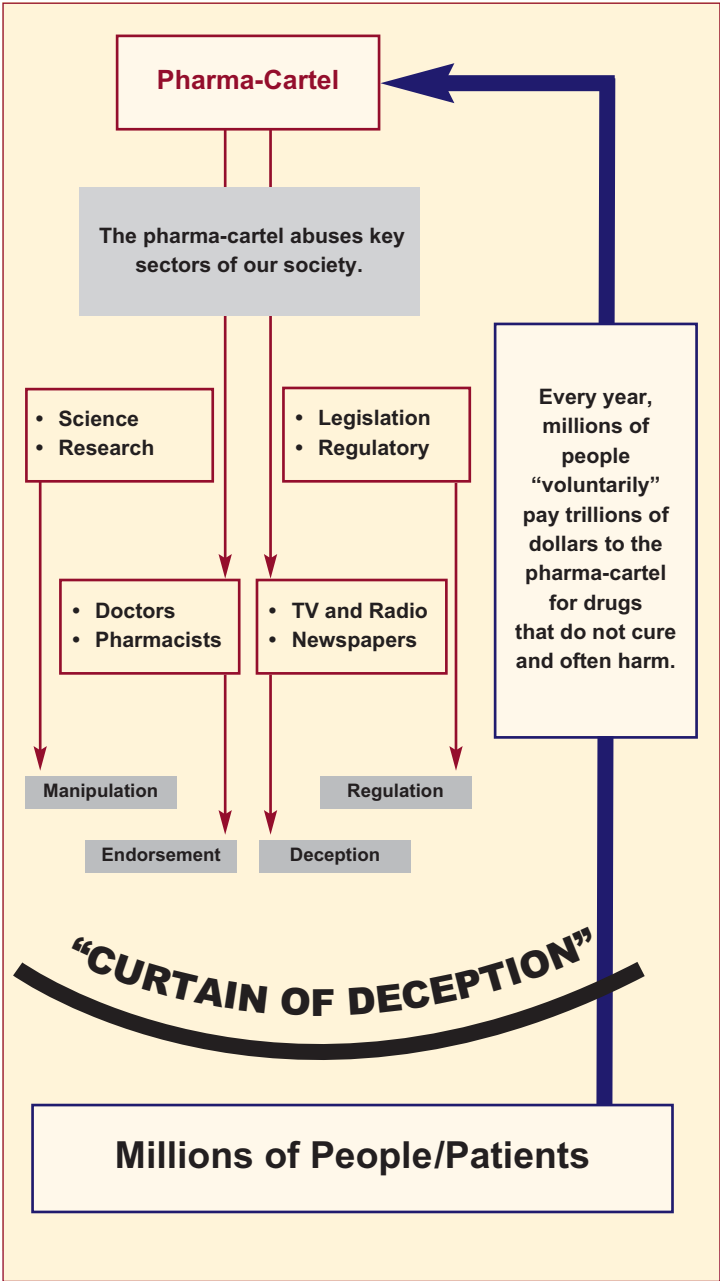 Pharma-Cartel
The pharma-cartel abuses key
sectors of our society.
• Science
• Research
• Legislation
• Regulatory
• Doctors
• Pharmacists
• TV and Radio
• Newspapers
Manipulation
Regulation
Endorsement
Deception
Every year,
millions of
people
“voluntarily”
pay trillions of
dollars to the
pharma-cartel
for drugs
that do not cure
and often harm.
“CURTAIN OF DECEPTION”
Millions of People/Patients